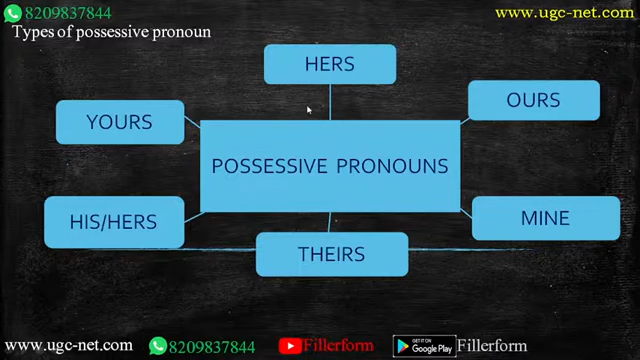 8209837844
www.ugc-net.com
Types of possessive pronoun
HERS
OURS
YOURS
POSSESSIVE PRONOUNS
HIS/HERS
MINE
THEIRS
www.ugc-net.com
8209837844
Fillerform
GET IT ON
Google Play
Fillerform